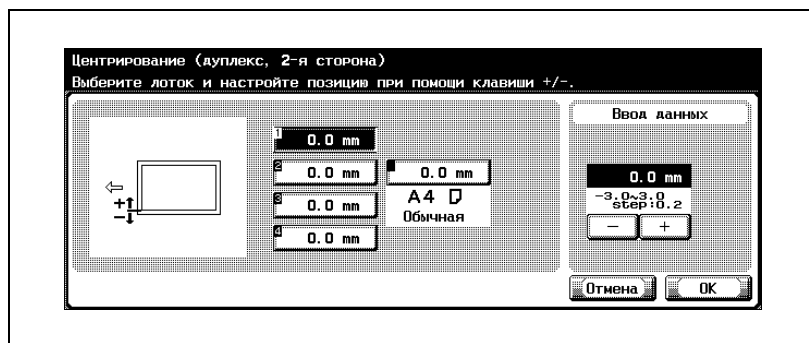 Центрирование (дуплекс, 2-я сторона)
Выберите лоток и настройте позицию при помощи клавиши +/-.
Ввод данных
1 0.0 mm
2 0.0 mm
0.0 mm
3 0.0 mm
A4
Обычная
4 0.0 mm
+
-
0.0 mm
-3.0~3.0
step:0.2
- +
Отмена OK